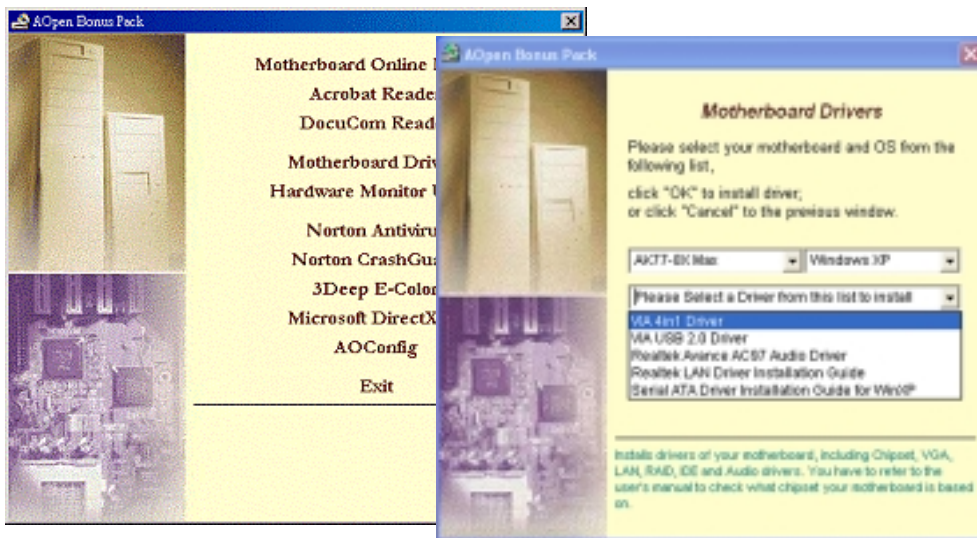 AOpen Bonus Pack
Motherboard Online
Acrobat Reade
DocuCom Read
Motherboard Driv
Hardware Monitor
Norton Antiviru
Norton CrashGua
3Deep E-Color
Microsoft DirectX
AOConfig
Exit
AOpen Bonus Pack
Motherboard Drivers
Please select your motherboard and OS from the
following list,
click "OK" to install driver;
or click "Cancel" to the previous window.
AK77-8X Max Windows XP
Please Select a Driver from this list to install
VIA 4in1 Driver
VIA USB 2.0 Driver
Realtek Avance AC97 Audio Driver
Realtek LAN Driver Installation Guide
Serial ATA Driver Installation Guide for WinXP
Installs drivers of your motherboard, including Chipset, VGA,
LAN, RAID, IDE and Audio drivers. You have to refer to the
user's manual to check what chipset your motherboard is based
on.